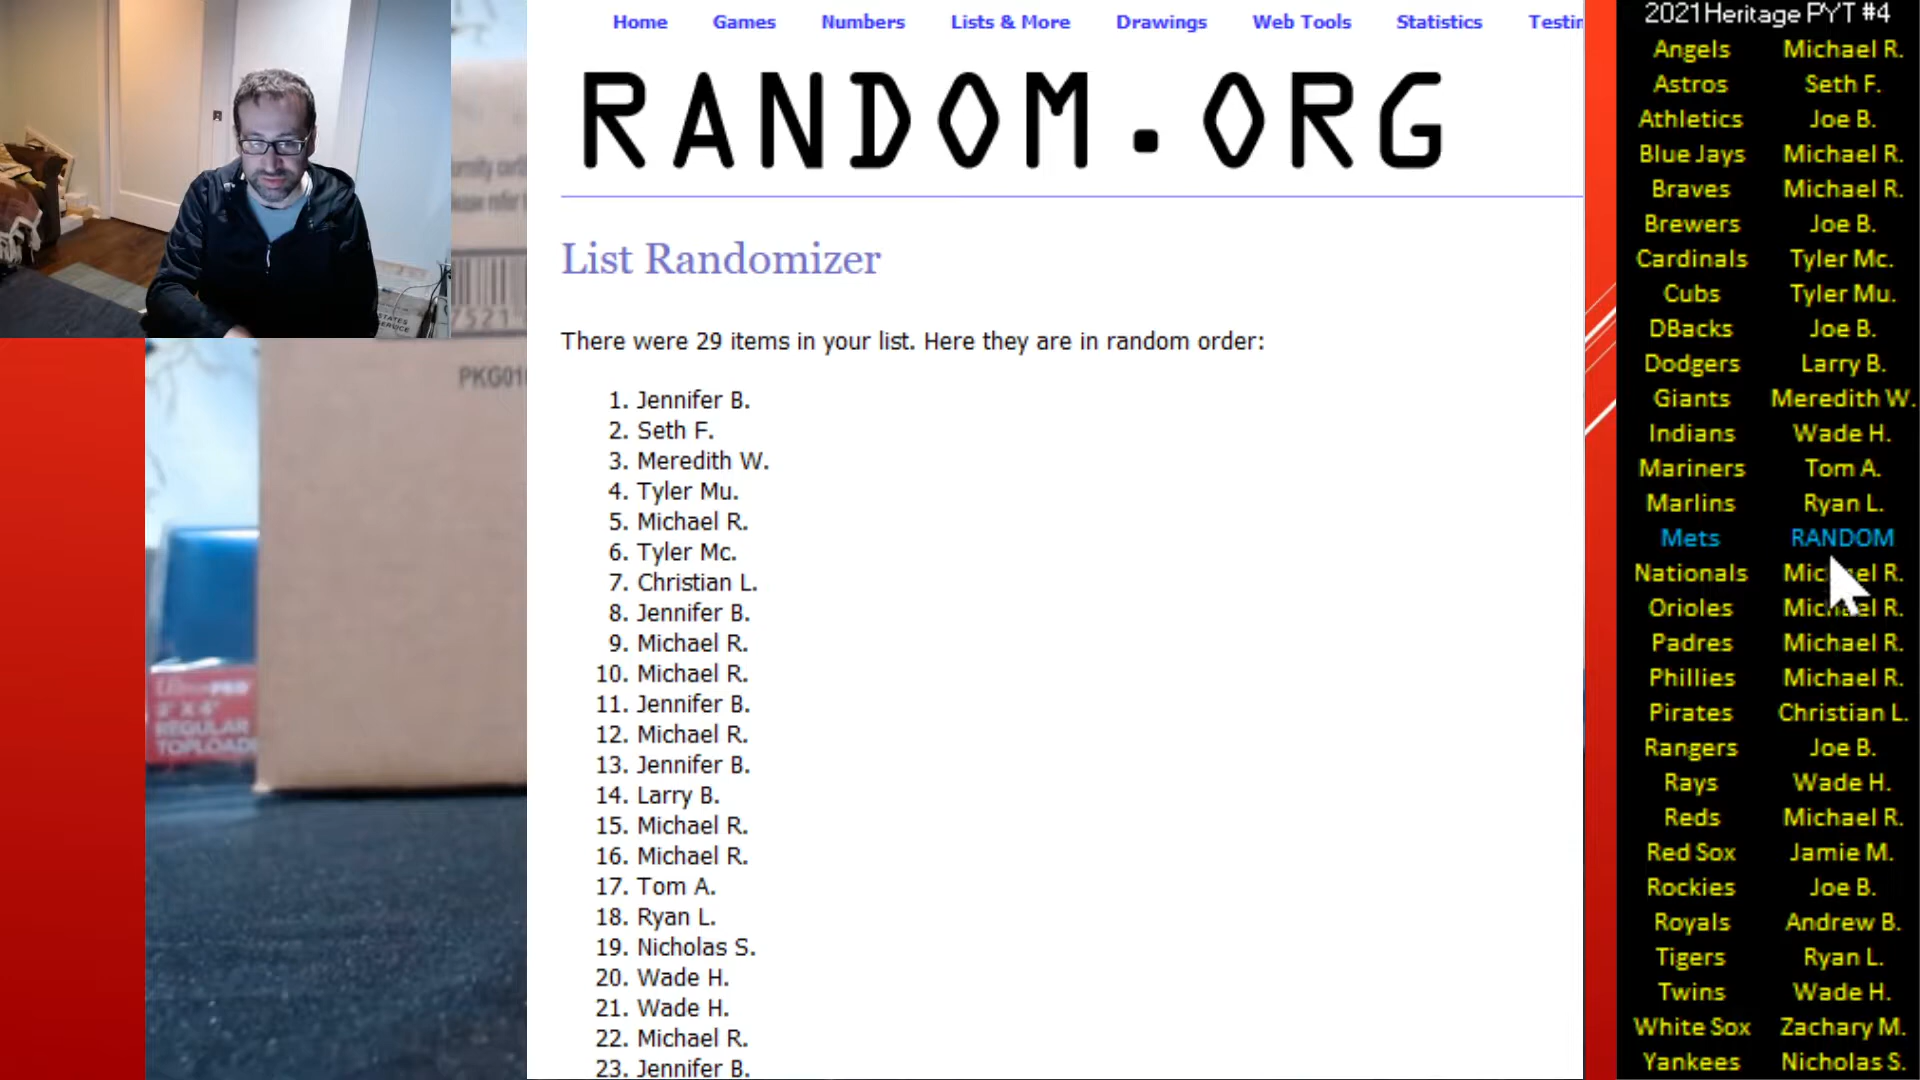 Home Games Numbers Lists & More Drawings Web Tools Statistics
RANDOM.ORG
List Randomizer
There were 29 items in your list. Here they are in random order:
1. Jennifer B.
2. Seth F.
3. Meredith W.
4. Tyler Mu.
5. Michael R.
6. Tyler Mc.
7. Christian L.
8. Jennifer B.
9. Michael R.
10. Michael R.
11. Jennifer B.
12. Michael R.
13. Jennifer B.
14. Larry B.
15. Michael R.
16. Michael R.
17. Tom A.
18. Ryan L.
19. Nicholas S.
20. Wade H.
21. Wade H.
22. Michael R.
23. Jennifer B.
2021 Heritage PYT #4
Angels Michael R.
Astros Seth F.
Athletics Joe B.
Blue Jays Michael R.
Braves Michael R.
Brewers Joe B.
Cardinals Tyler Mc.
Cubs Tyler Mu.
DBacks Joe B.
Dodgers Larry B.
Giants Meredith W.
Indians Wade H.
Mariners Tom A.
Marlins Ryan L.
Mets RANDOM
Nationals Michael R.
Orioles Michael R.
Padres Michael R.
Phillies Michael R.
Pirates Christian L.
Rangers Joe B.
Rays Wade H.
Reds Michael R.
Red Sox Jamie M.
Rockies Joe B.
Royals Andrew B.
Tigers Ryan L.
Twins Wade H.
White Sox Zachary M.
Yankees Nicholas S.
3" X 4"
REGULAR